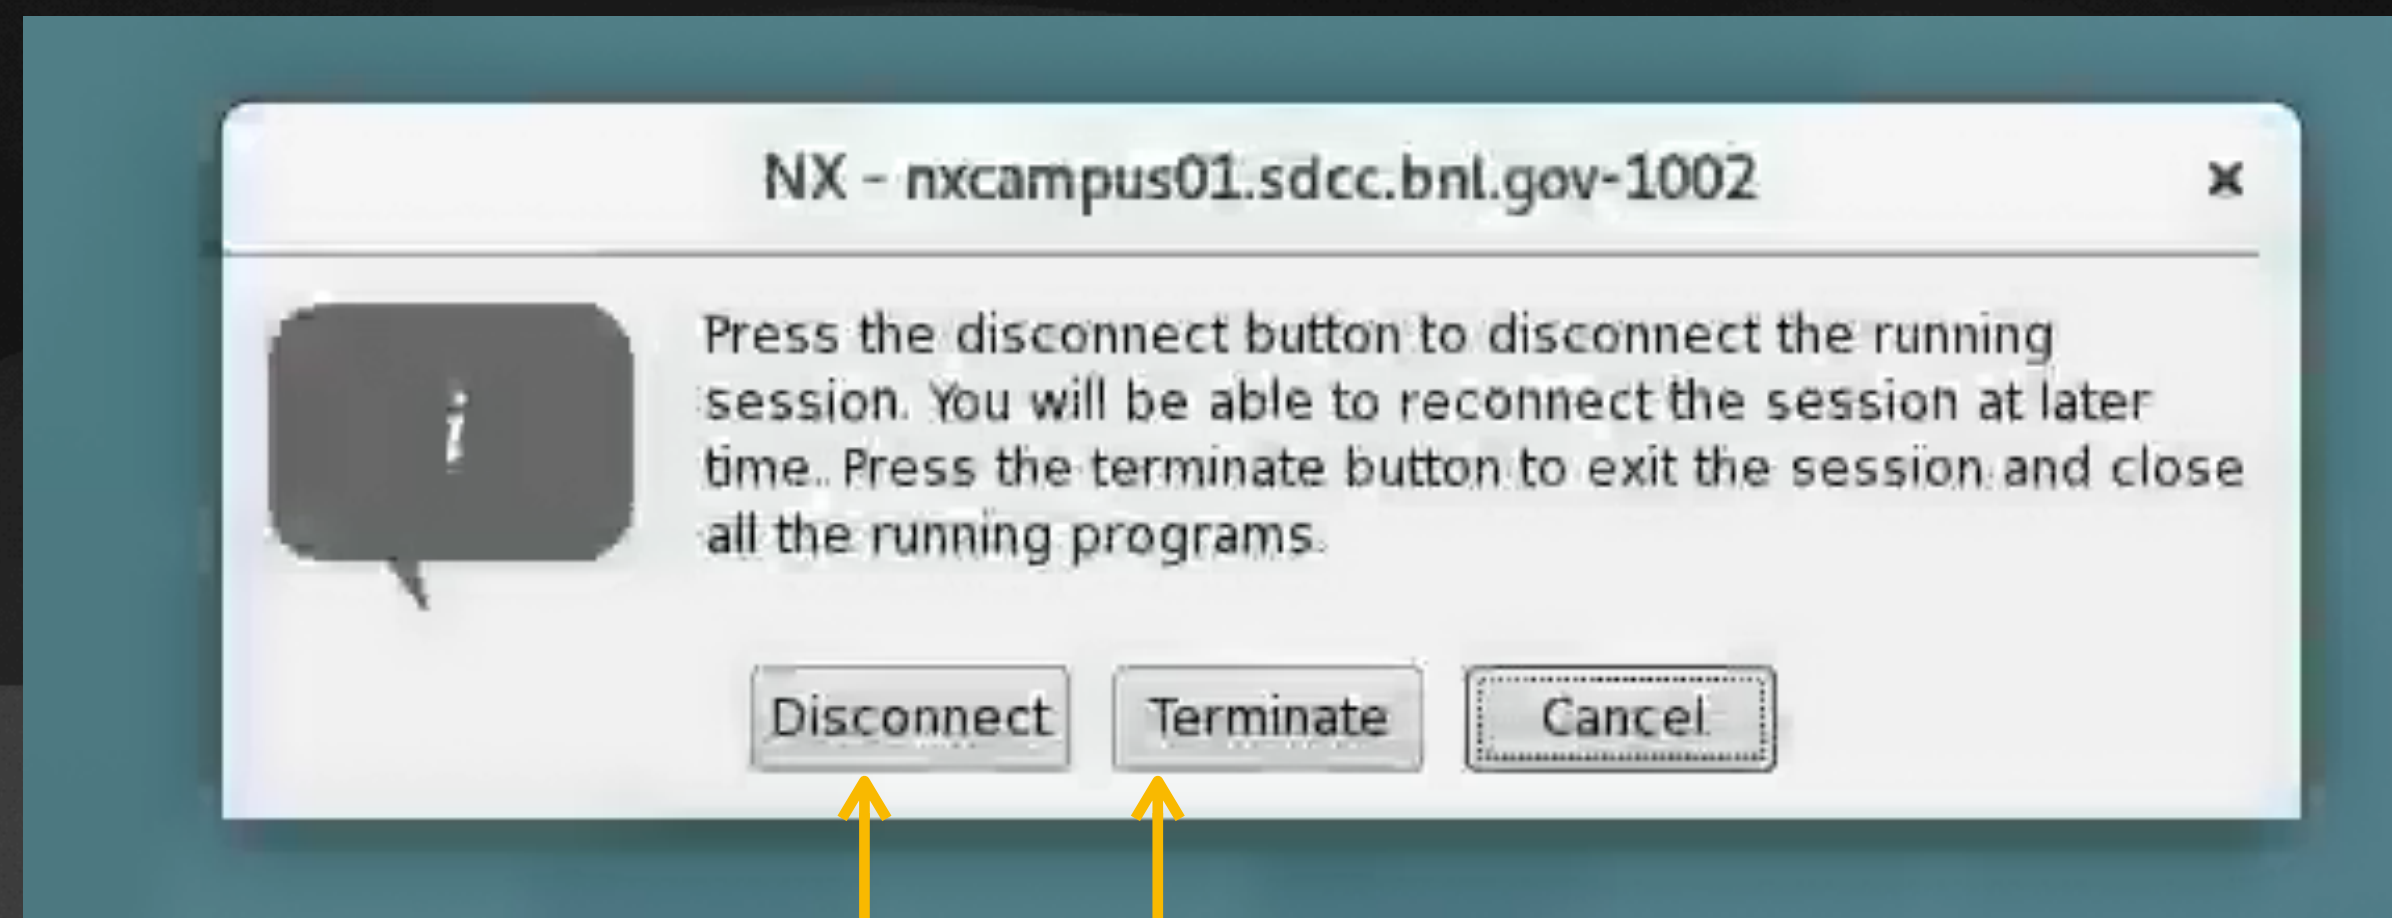 NX - nxcampus01.sdcc.bnl.gov-1002
x
i
Press the disconnect button to disconnect the running
session. You will be able to reconnect the session at later
time. Press the terminate button to exit the session and close
all the running programs.
Disconnect Terminate Cancel